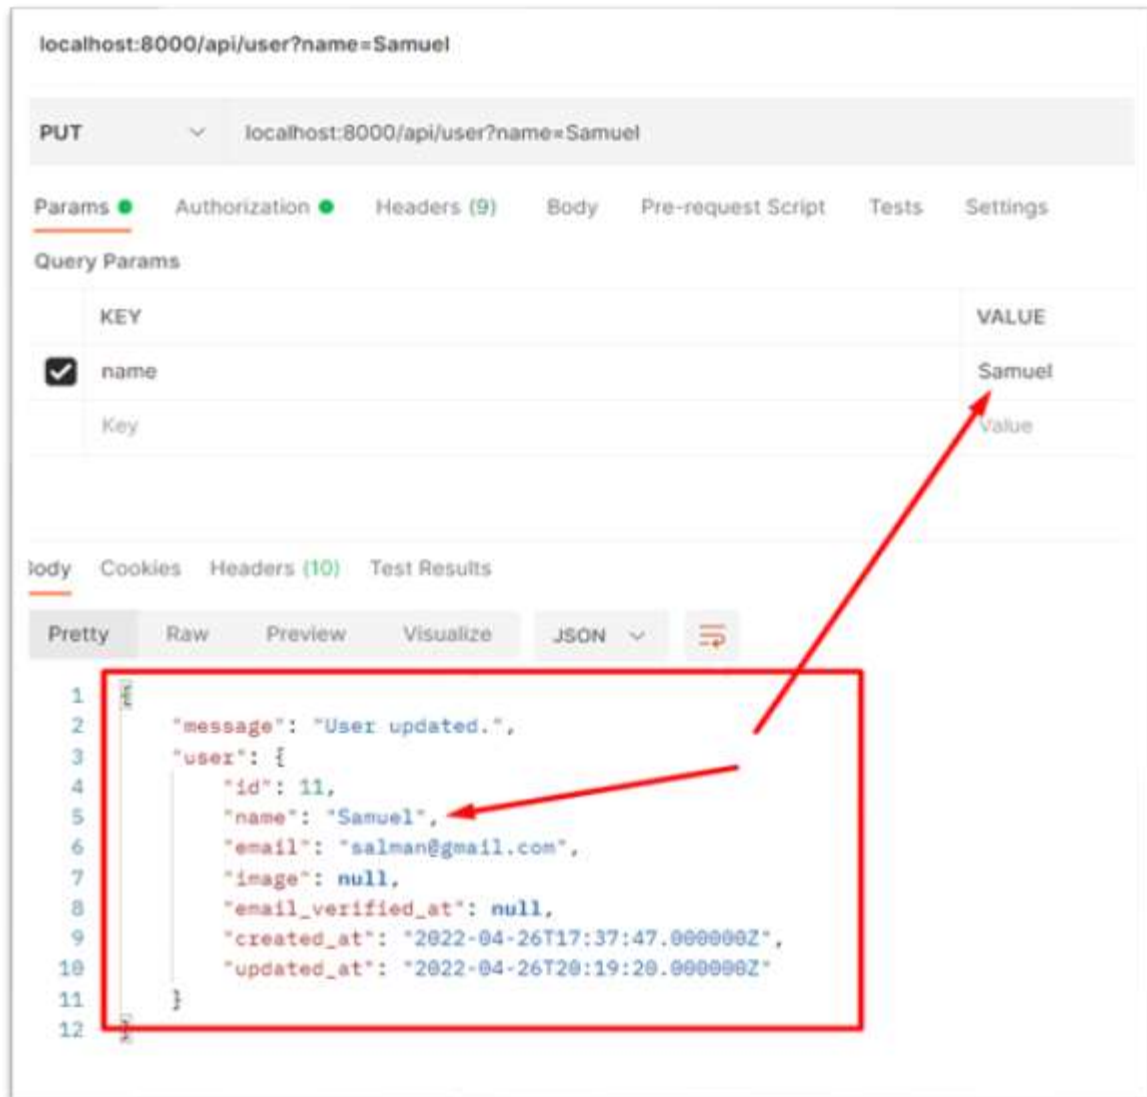 localhost:8000/api/user?name=Samuel
PUT localhost:8000/api/user?name=Samuel
Params Authorization Headers (9) Body Pre-request Script Tests Settings
Query Params
KEY VALUE
name Samuel
Key Value
Body Cookies Headers (10) Test Results
Pretty Raw Preview Visualize JSON
1 {
2 "message": "User updated.",
3 "user": {
4 "id": 11,
5 "name": "Samuel",
6 "email": "salman@gmail.com",
7 "image": null,
8 "email_verified_at": null,
9 "created_at": "2022-04-26T17:37:47.000000Z",
10 "updated_at": "2022-04-26T20:19:20.000000Z"
11 }
12 }